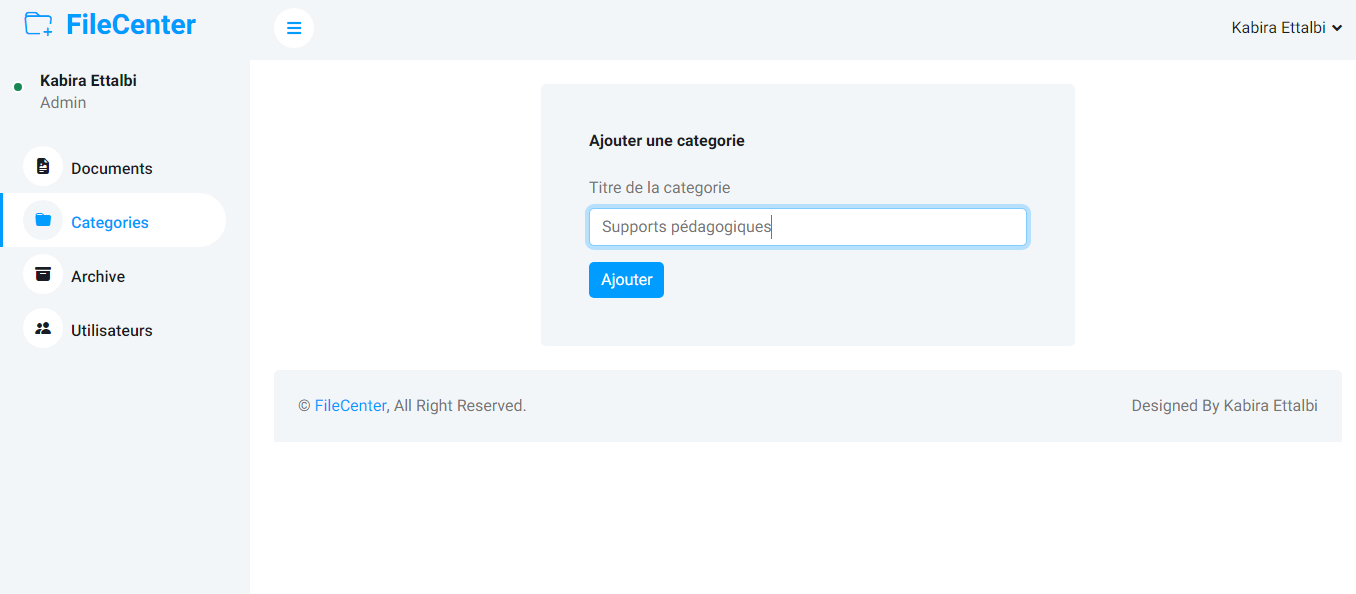 FileCenter
Kabira Ettalbi
Kabira Ettalbi
Admin
Documents
Categories
Archive
Utilisateurs
Ajouter une categorie
Titre de la categorie
Supports pédagogiques
Ajouter
© FileCenter, All Right Reserved.
Designed By Kabira Ettalbi